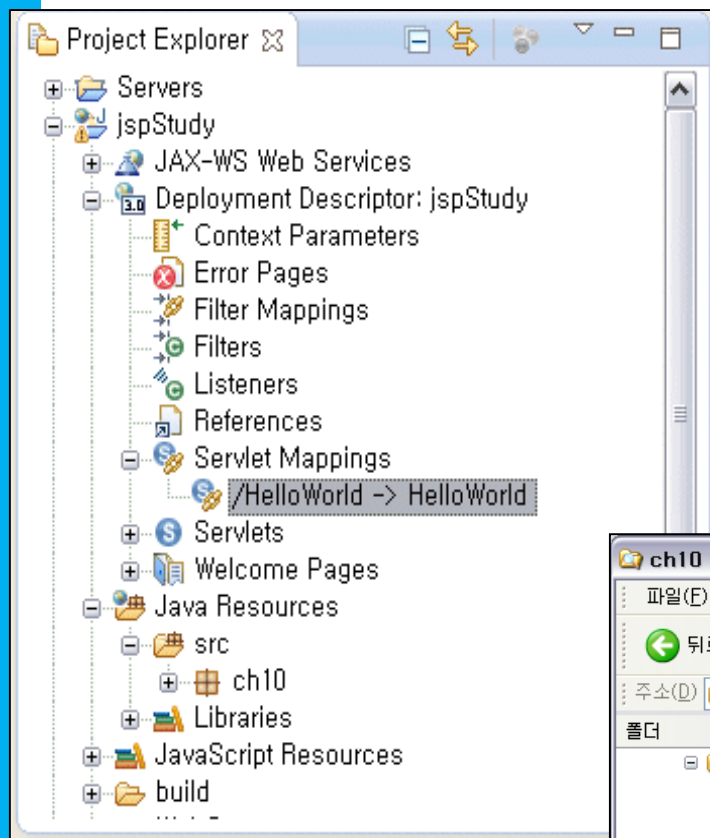 Project Explorer
Servers
jspStudy
JAX-WS Web Services
3.0 Deployment Descriptor: jspStudy
Context Parameters
Error Pages
Filter Mappings
Filters
Listeners
References
Servlet Mappings
/HelloWorld -> HelloWorld
Servlets
Welcome Pages
Java Resources
src
ch10
Libraries
JavaScript Resources
build
ch10
파일(F)
주소(D)
폴더